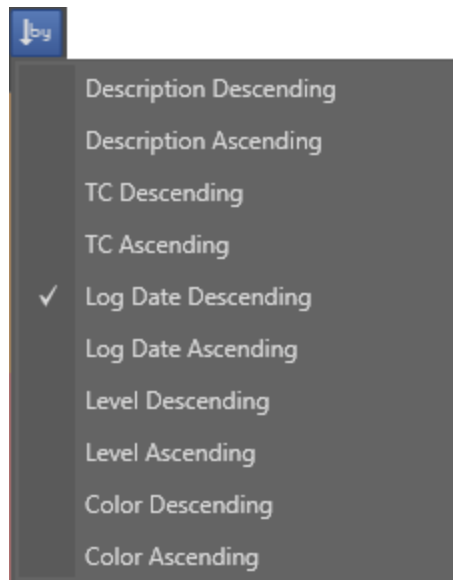 by
Description Descending
Description Ascending
TC Descending
TC Ascending
Log Date Descending
Log Date Ascending
Level Descending
Level Ascending
Color Descending
Color Ascending